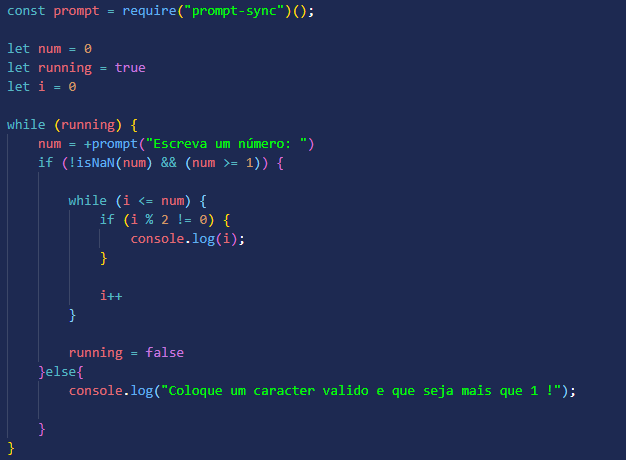 const prompt = require("prompt-sync")();
let num = 0
let running = true
let i = 0
while (running) {
num = +prompt("Escreva um número: ")
if (!isNaN(num) && (num >= 1)) {
while (i <= num) {
if (i % 2 != 0) {
console.log(i);
}
i++
}
running = false
}else{
console.log("Coloque um caracter valido e que seja mais que 1 !");
}
}